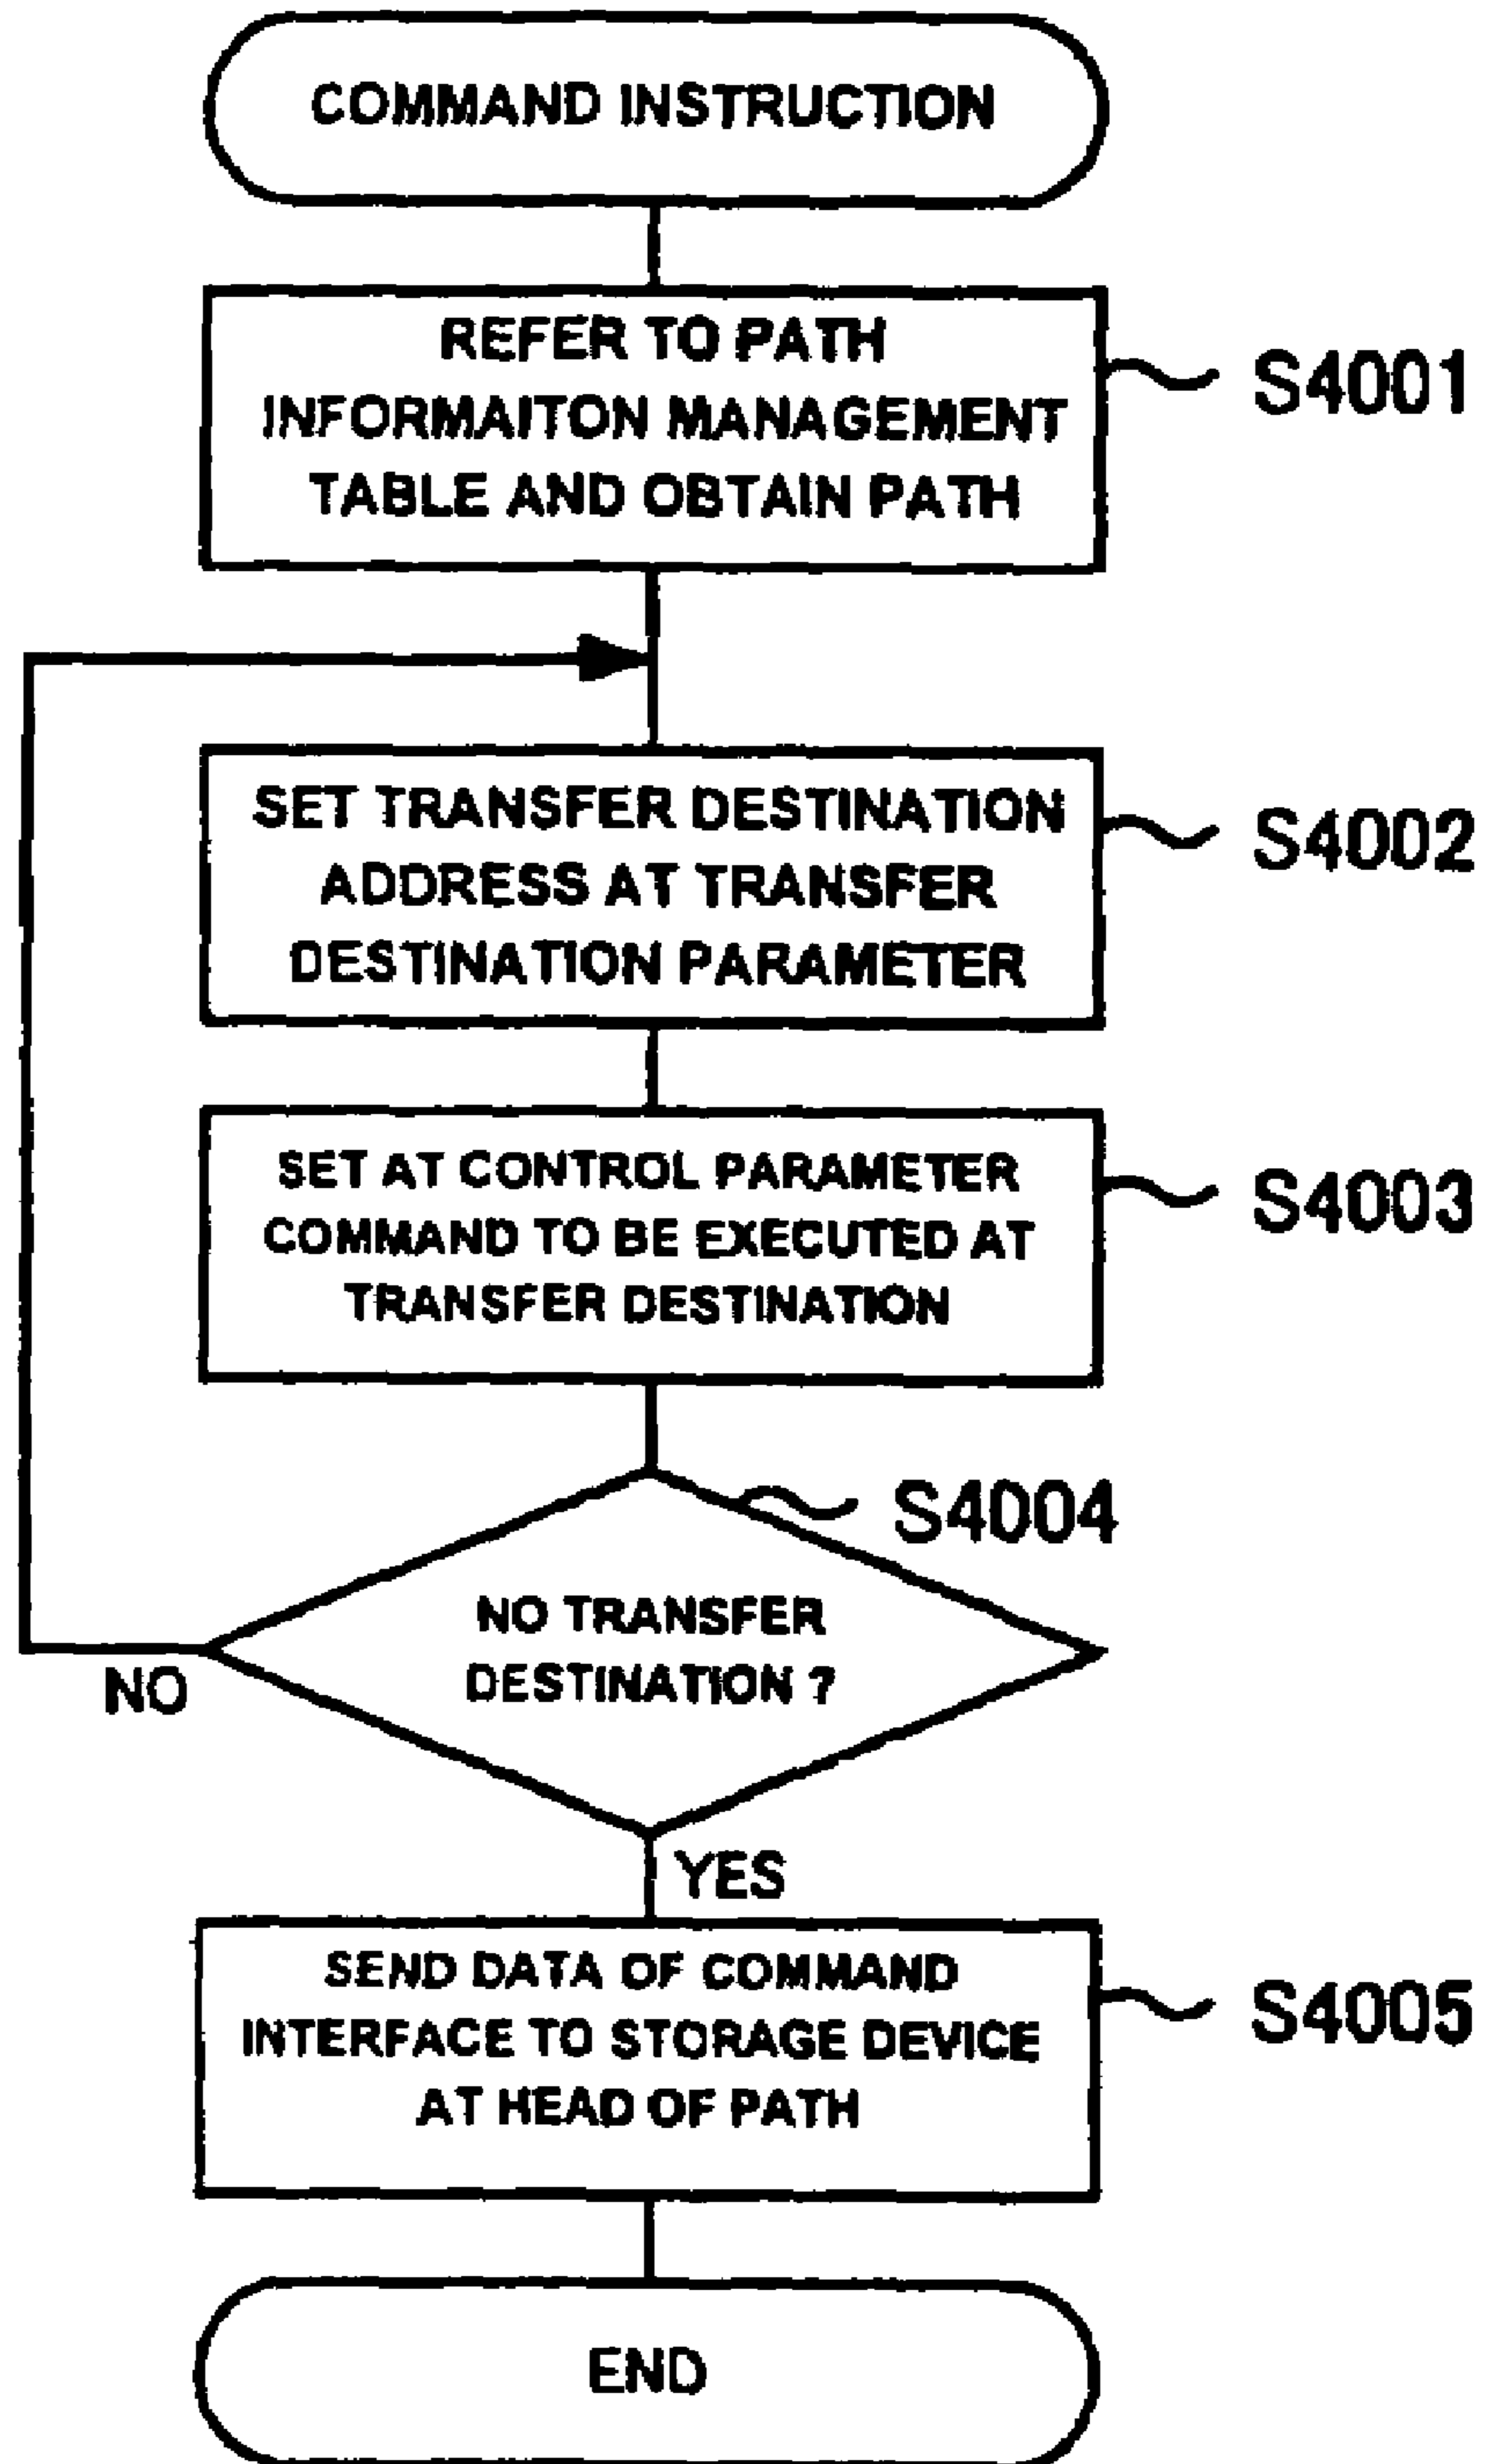 COMMAND INSTRUCTION
REFER TO PATH
INFORMAITON MANAGEMENT
TABLE AND OBTAIN PATH
S4001
SET TRANSFER DESTINATION
ADDRESS AT TRANSFER
DESTINATION PARAMETER
S4002
SET AT CONTROL PARAMETER
COMMAND TO BE EXECUTED AT
TRANSFER DESTINATION
S4003
S4004
NO TRANSFER
DESTINATION ?
NO
YES
SEND DATA OF COMMAND
INTERFACE TO STORAGE DEVICE
AT HEAD OF PATH
S4005
END